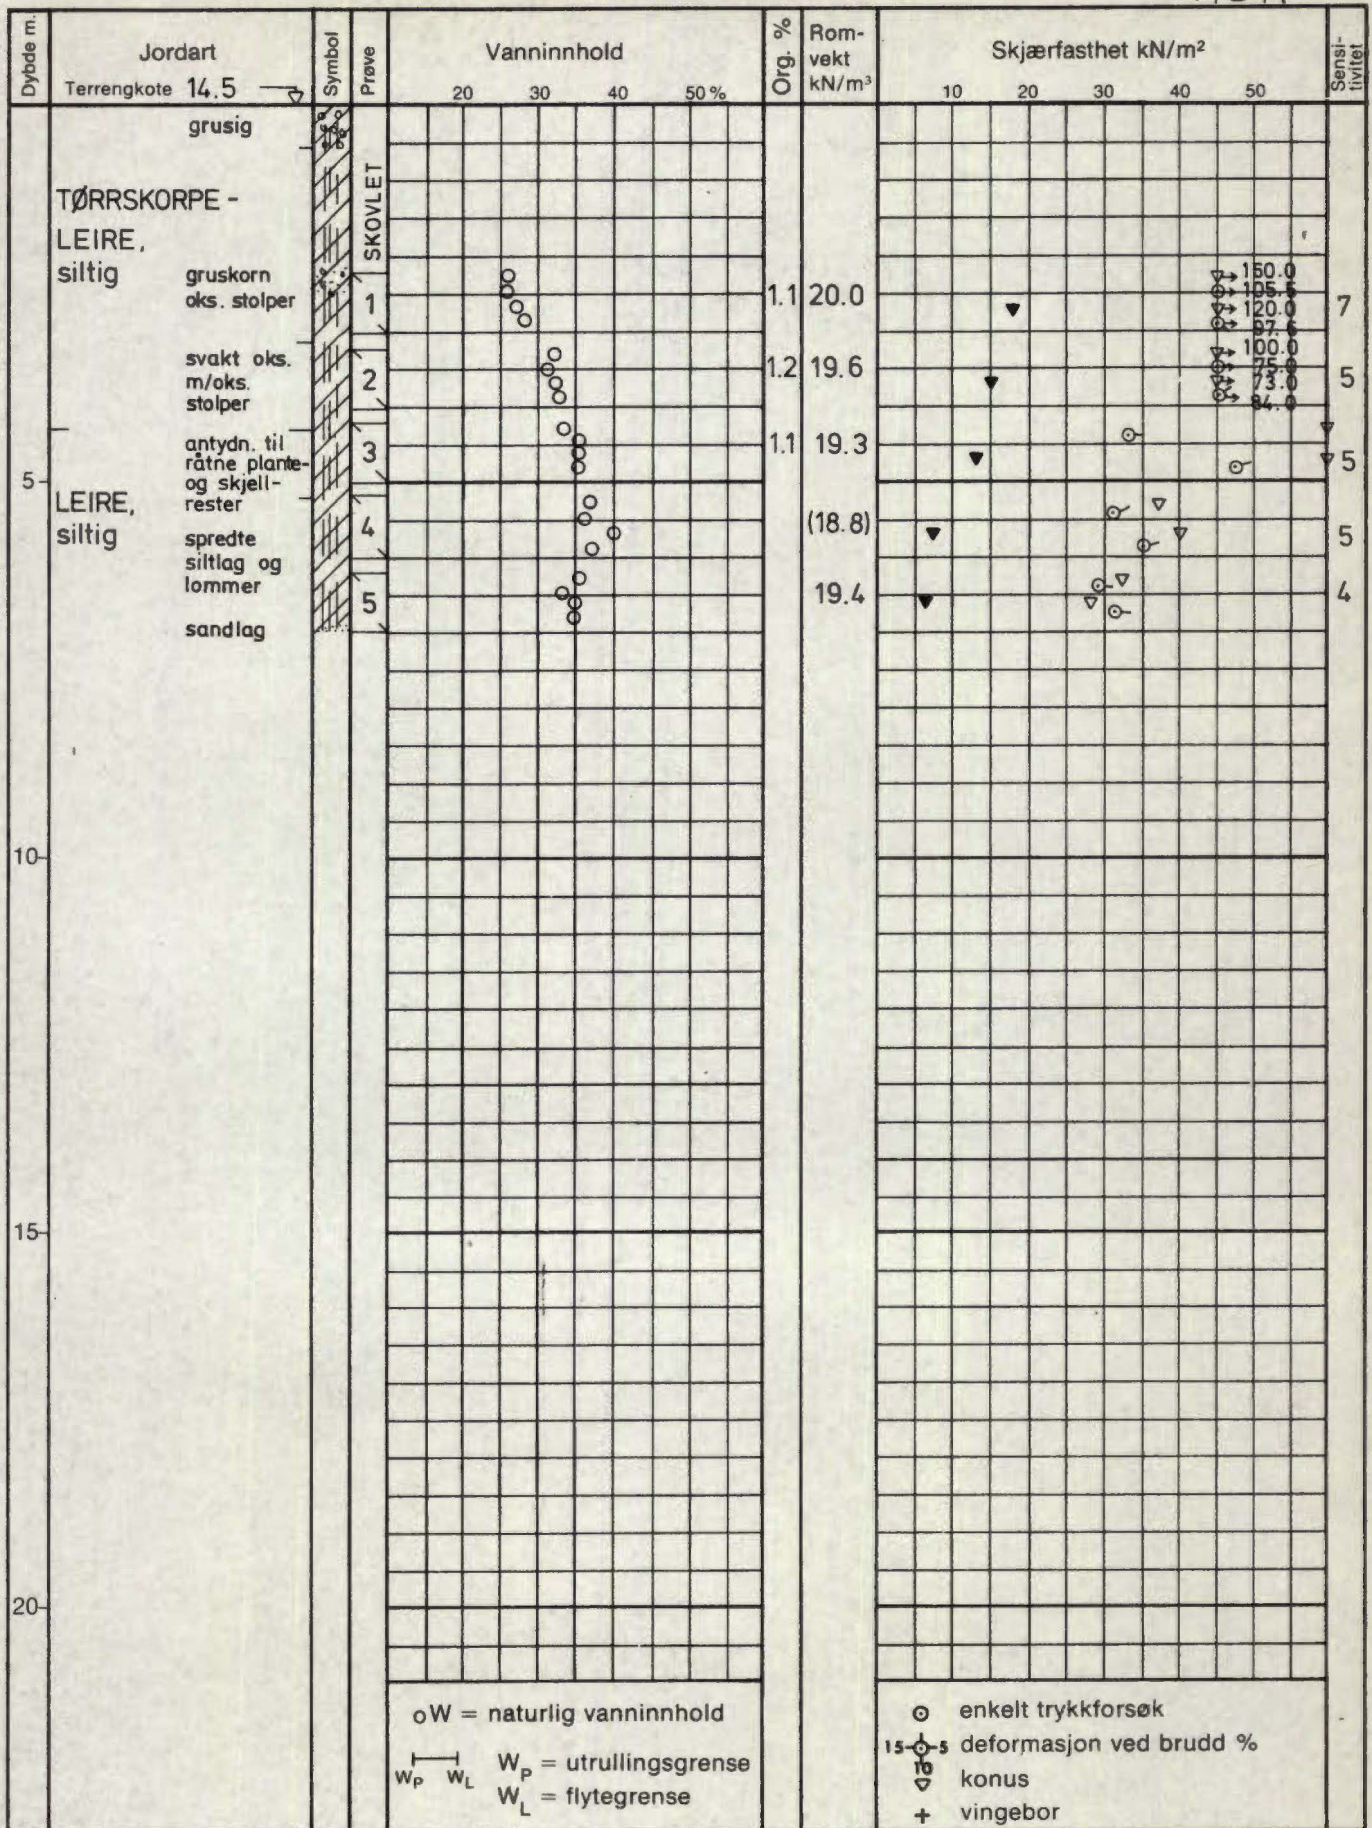 Dybde m.
Jordart
Terrengkote 14.5
Symbol
Prøve
Vanninnhold
20 30 40 50 %
Org. %
Rom-
vekt
kN/m³
Skjærfasthet kN/m²
10 20 30 40 50
Sensi-
tivitet
grusig
SKOVLET
TØRRSKORPE -
LEIRE,
siltig
gruskorn
oks. stolper
1
1.1
20.0
150.0
105.5
120.0
97.6
7
svakt oks.
m/oks.
stolper
2
1.2
19.6
100.0
75.0
73.0
84.0
5
antydn. til
råtne plante-
og skjell-
rester
3
1.1
19.3
5
5
LEIRE,
siltig
spredte
siltlag og
lommer
4
(18.8)
5
sandlag
5
19.4
4
10
15
20
o W = naturlig vanninnhold
WP WL
WP = utrullingsgrense
WL = flytegrense
enkelt trykkforsøk
15 5 deformasjon ved brudd %
10
konus
+ vingebor